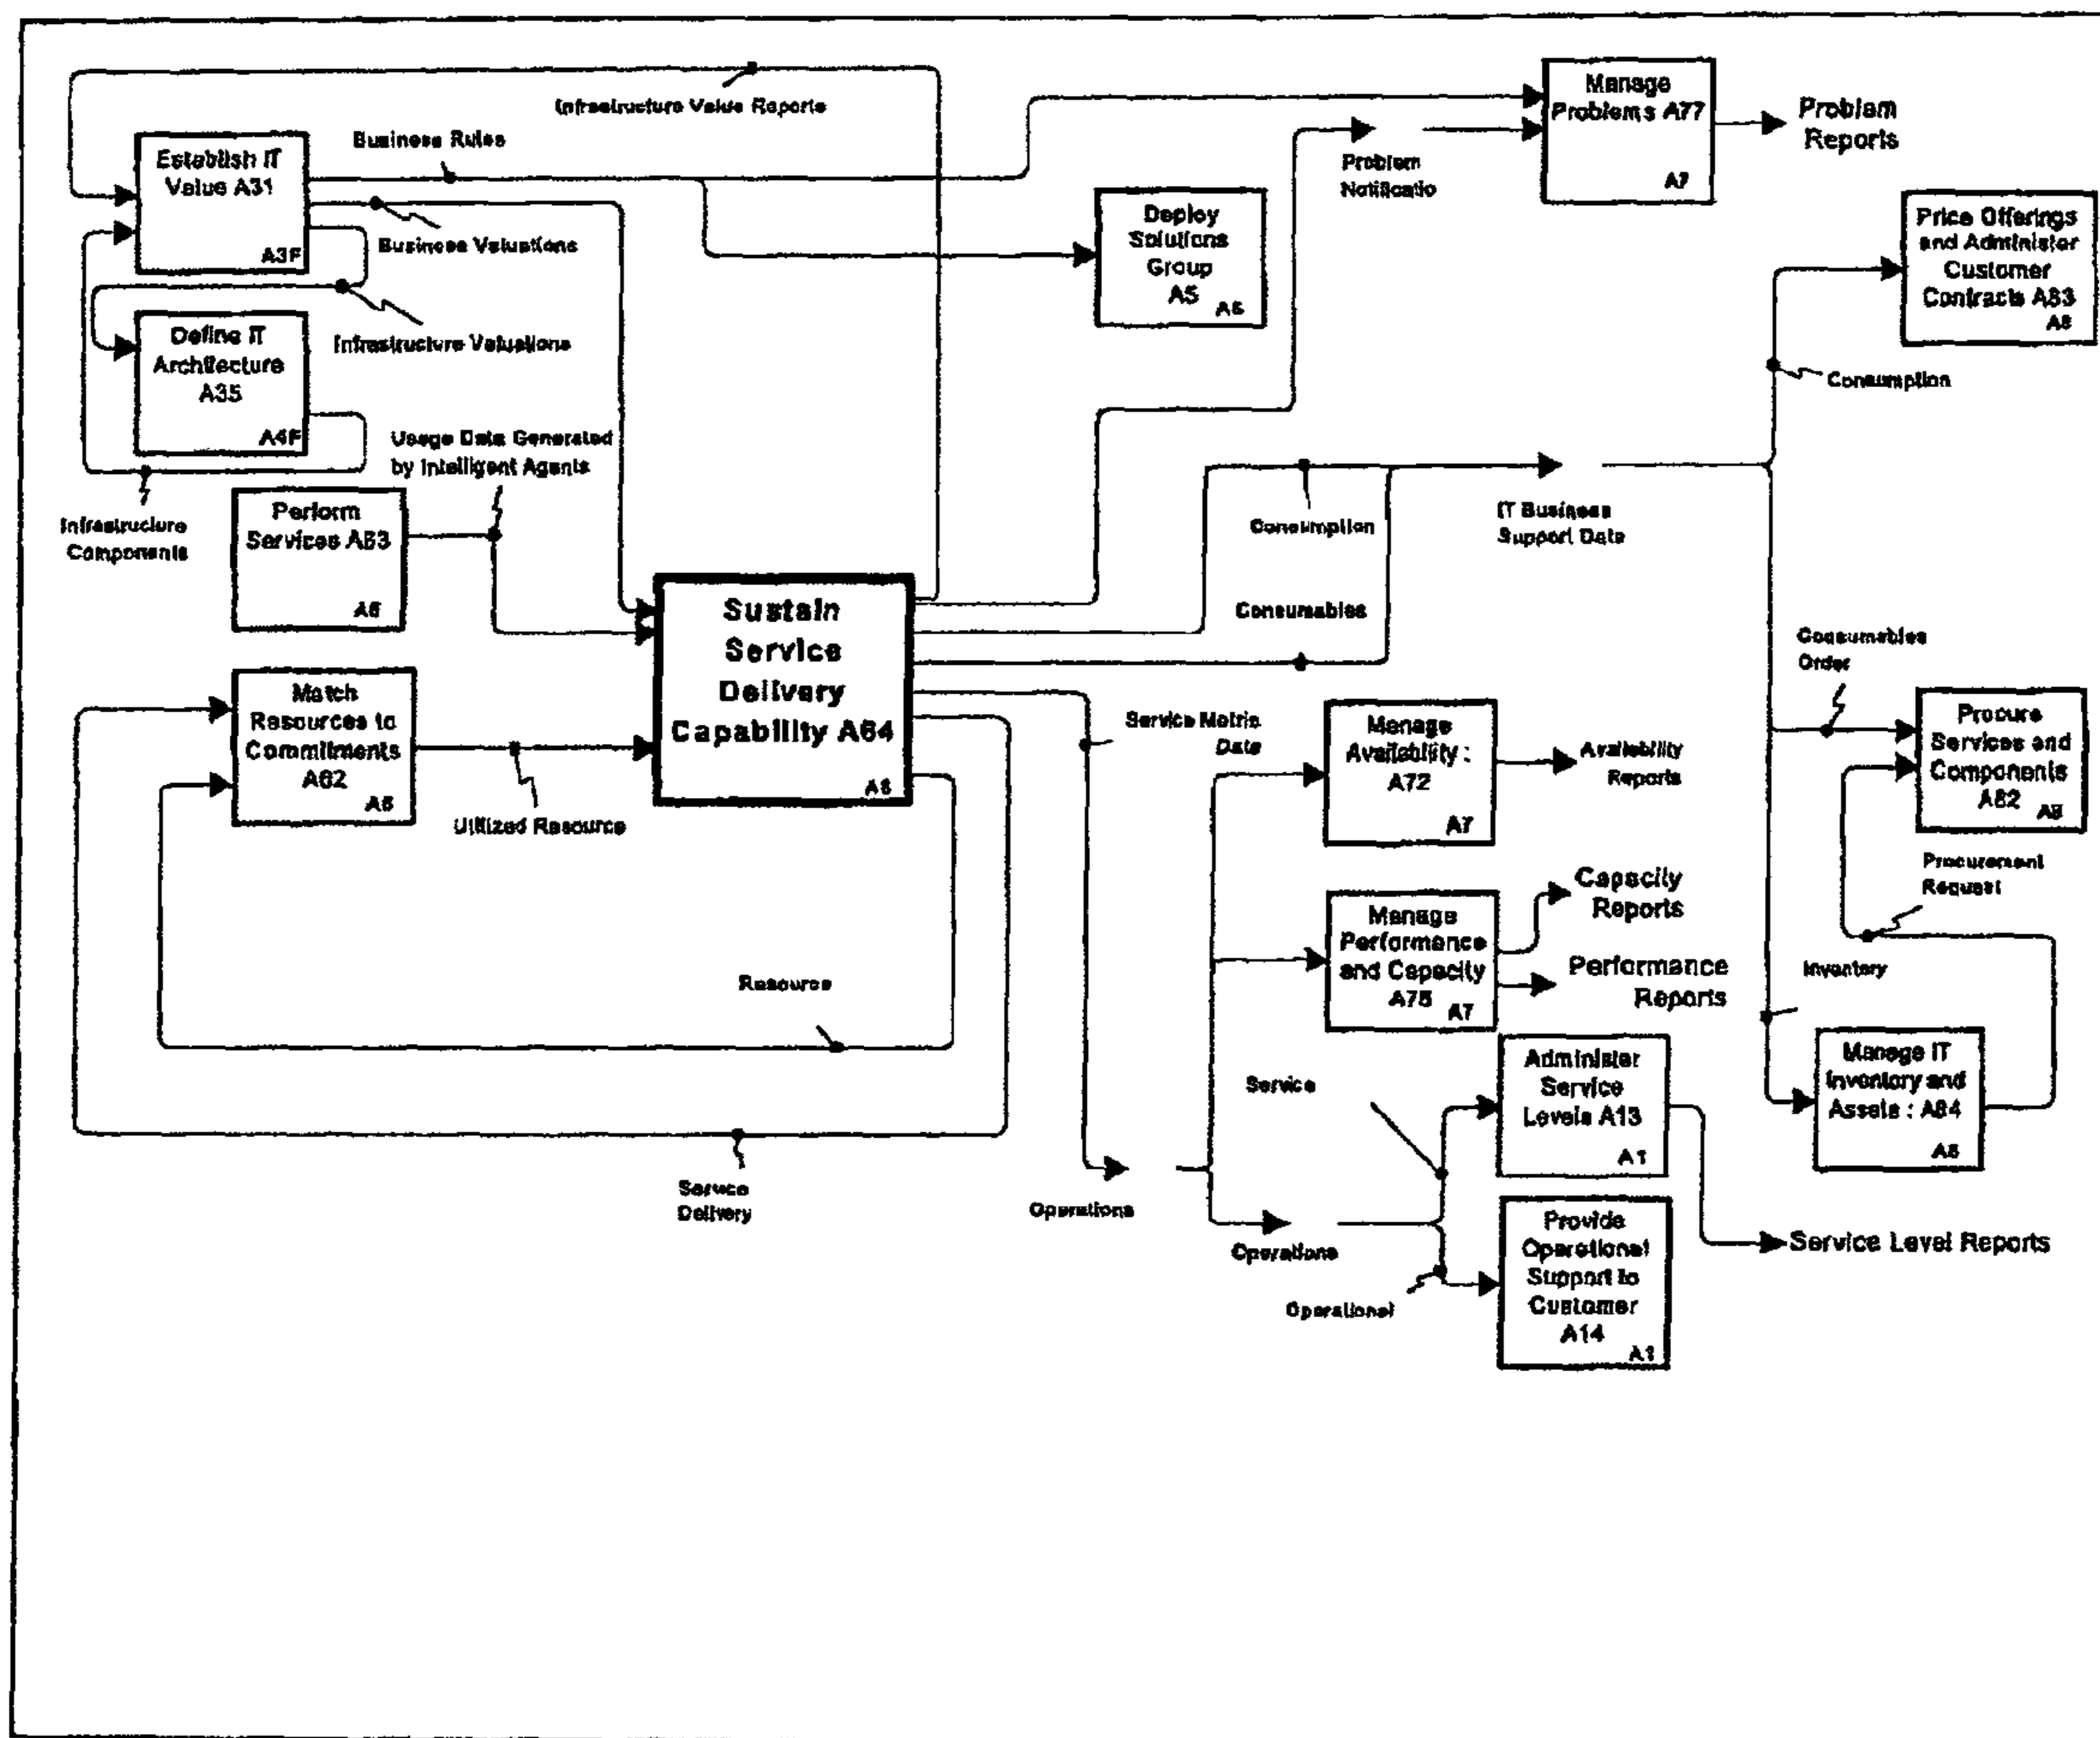 Infrastructure Value Reports
Business Rules
Establish IT
Value A31
A3F
Business Valuations
Infrastructure Valuations
Define IT
Architecture
A35
A4F
Infrastructure
Components
Usage Data Generated
by Intelligent Agents
Perform
Services A63
A6
Match
Resources to
Commitments
A62
A6
Utilized Resource
Sustain
Service
Delivery
Capability A64
A6
Resource
Service
Delivery
Manage
Problems A77
A7
Problem
Reports
Problem
Notificatio
Deploy
Solutions
Group
A5
Price Offerings
and Administer
Customer
Contracts A83
A8
Consumption
Consumption
IT Business
Support Data
Consumables
Consumables
Order
Procure
Services and
Components
A82
A8
Procurement
Request
Inventory
Manage IT
Inventory and
Assets : A84
A8
Service Metric
Data
Manage
Availability :
A72
A7
Availability
Reports
Manage
Performance
and Capacity
A7
Capacity
Reports
Performance
Reports
Service
Administer
Service
Levels A13
A1
Operations
Operations
Operational
Provide
Operational
Support to
Customer
A14
A1
Service Level Reports